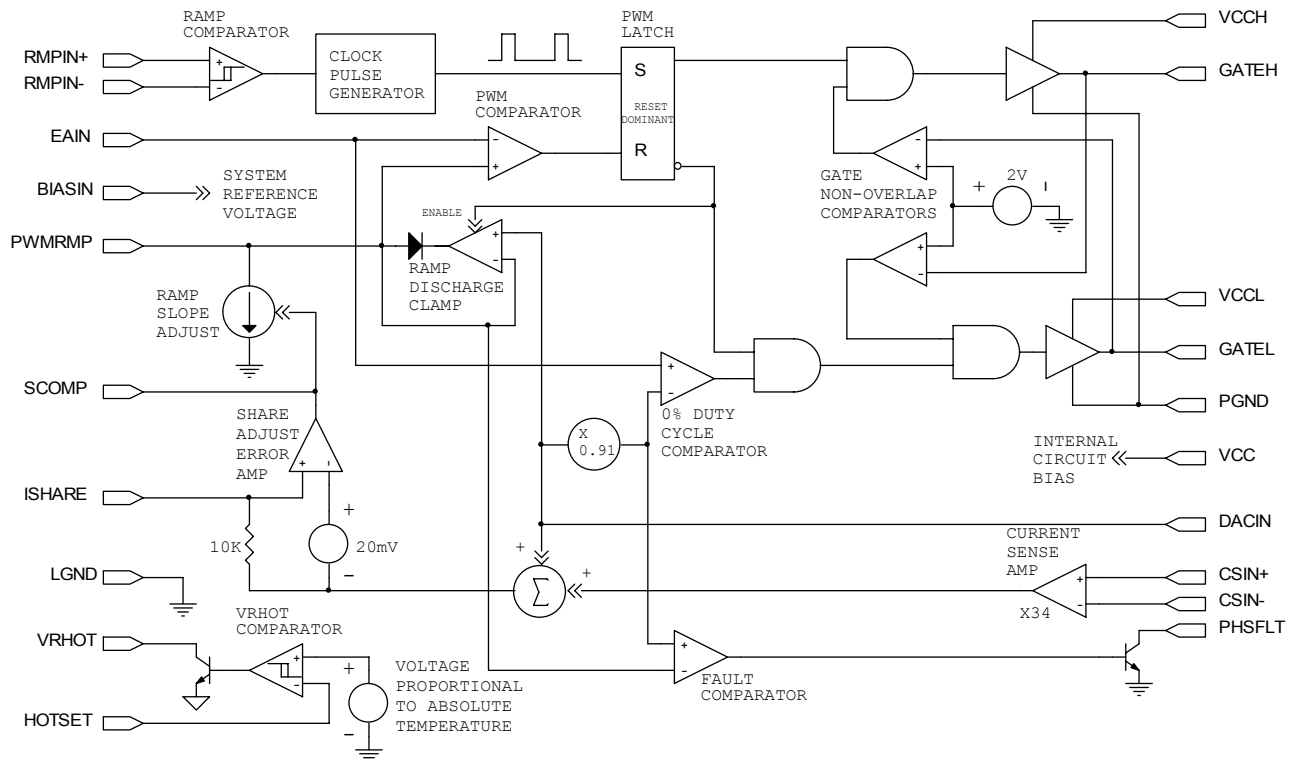 RAMP
COMPARATOR
PWM
LATCH
VCCH
RMPIN+
+
-
CLOCK
PULSE
GENERATOR
S
GATEH
RMPIN-
PWM
COMPARATOR
RESET
DOMINANT
EAIN
-
+
R
-
+
GATE
NON-OVERLAP
COMPARATORS
+
2V
-
BIASIN
SYSTEM
REFERENCE
VOLTAGE
ENABLE
PWMRMP
+
-
+
-
RAMP
DISCHARGE
CLAMP
RAMP
SLOPE
ADJUST
VCCL
GATEL
+
-
SCOMP
PGND
SHARE
ADJUST
ERROR
AMP
+
-
0% DUTY
CYCLE
COMPARATOR
X
0.91
INTERNAL
CIRCUIT
BIAS
VCC
ISHARE
+
10K
20mV
-
DACIN
CURRENT
SENSE
AMP
+
+
Σ
LGND
+
-
X34
CSIN+
CSIN-
VRHOT
COMPARATOR
VRHOT
PHSFLT
+
-
+
VOLTAGE
PROPORTIONAL
TO ABSOLUTE
TEMPERATURE
-
+
-
FAULT
COMPARATOR
HOTSET